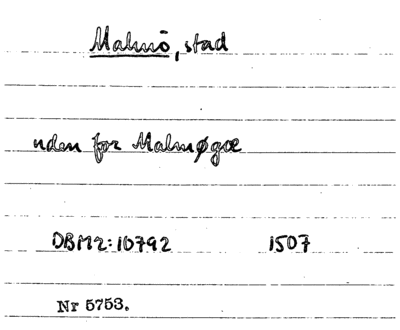 Malmö, stad
uden for Malmøgæ
DBM2:10792 1507
Nr 5753.